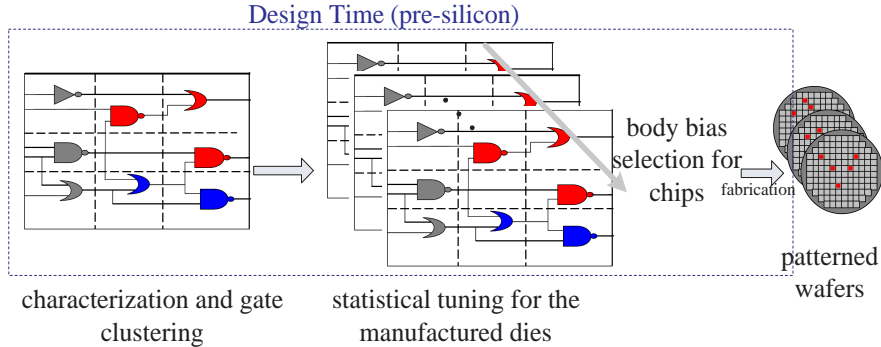 Design Time (pre-silicon)
body bias
selection for
chips
fabrication
patterned
wafers
characterization and gate
clustering
statistical tuning for the
manufactured dies